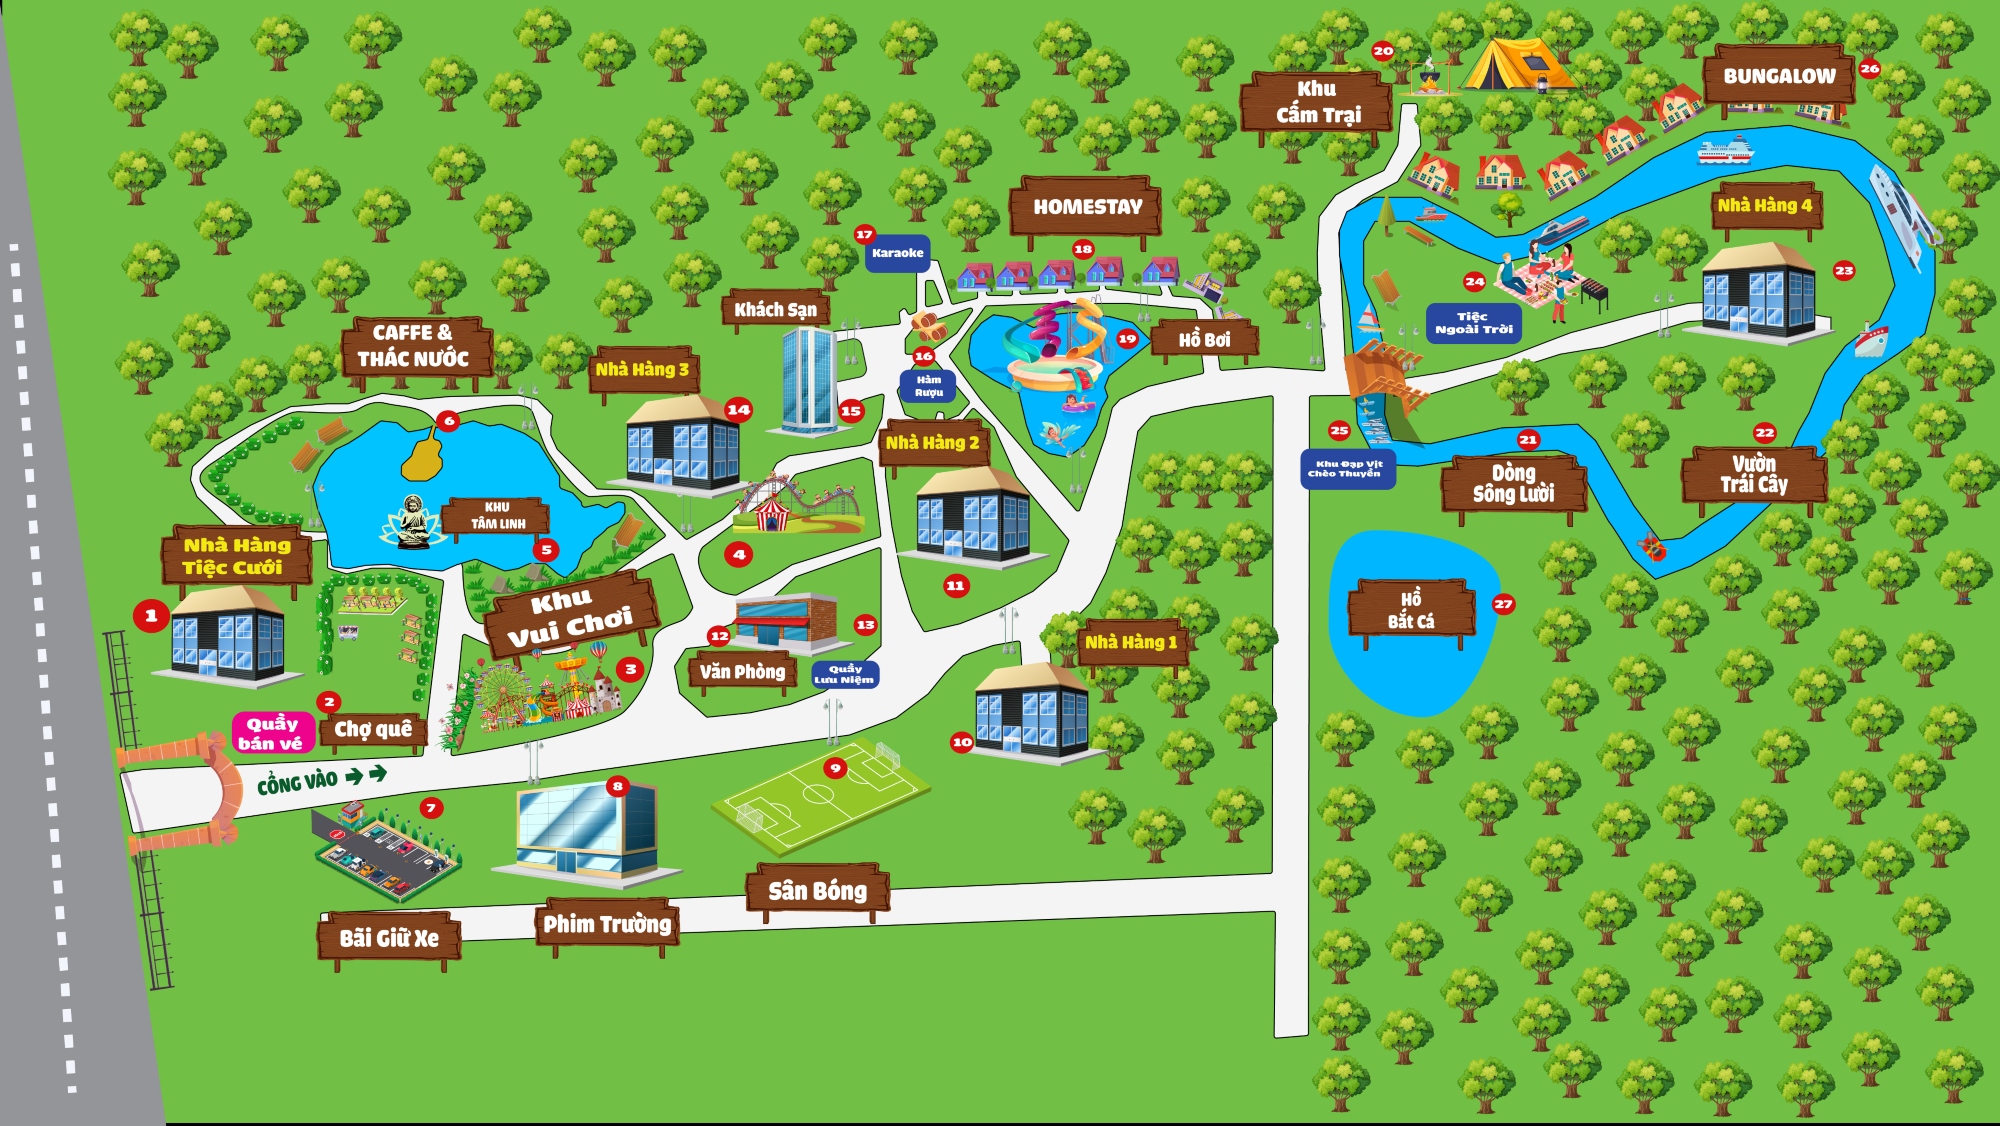 20
Khu
Cắm Trại
BUNGALOW
26
HOMESTAY
Nhà Hàng 4
17
Karaoke
18
23
24
Tiệc
Ngoài Trời
Khách Sạn
CAFFE &
THÁC NƯỚC
Nhà Hàng 3
16
Hầm
Rượu
19
Hồ Bơi
14
15
6
Nhà Hàng 2
25
Khu Đạp Vịt
Chèo Thuyền
21
Dòng
Sông Lười
22
Vườn
Trái Cây
KHU
TÂM LINH
5
4
Nhà Hàng
Tiệc Cưới
1
Khu
Vui Chơi
3
11
12
13
Văn Phòng
Quầy
Lưu Niệm
Nhà Hàng 1
10
Hồ
Bắt Cá
27
2
Quầy
bán vé
Chợ quê
CỔNG VÀO
7
8
9
Bãi Giữ Xe
Phim Trường
Sân Bóng